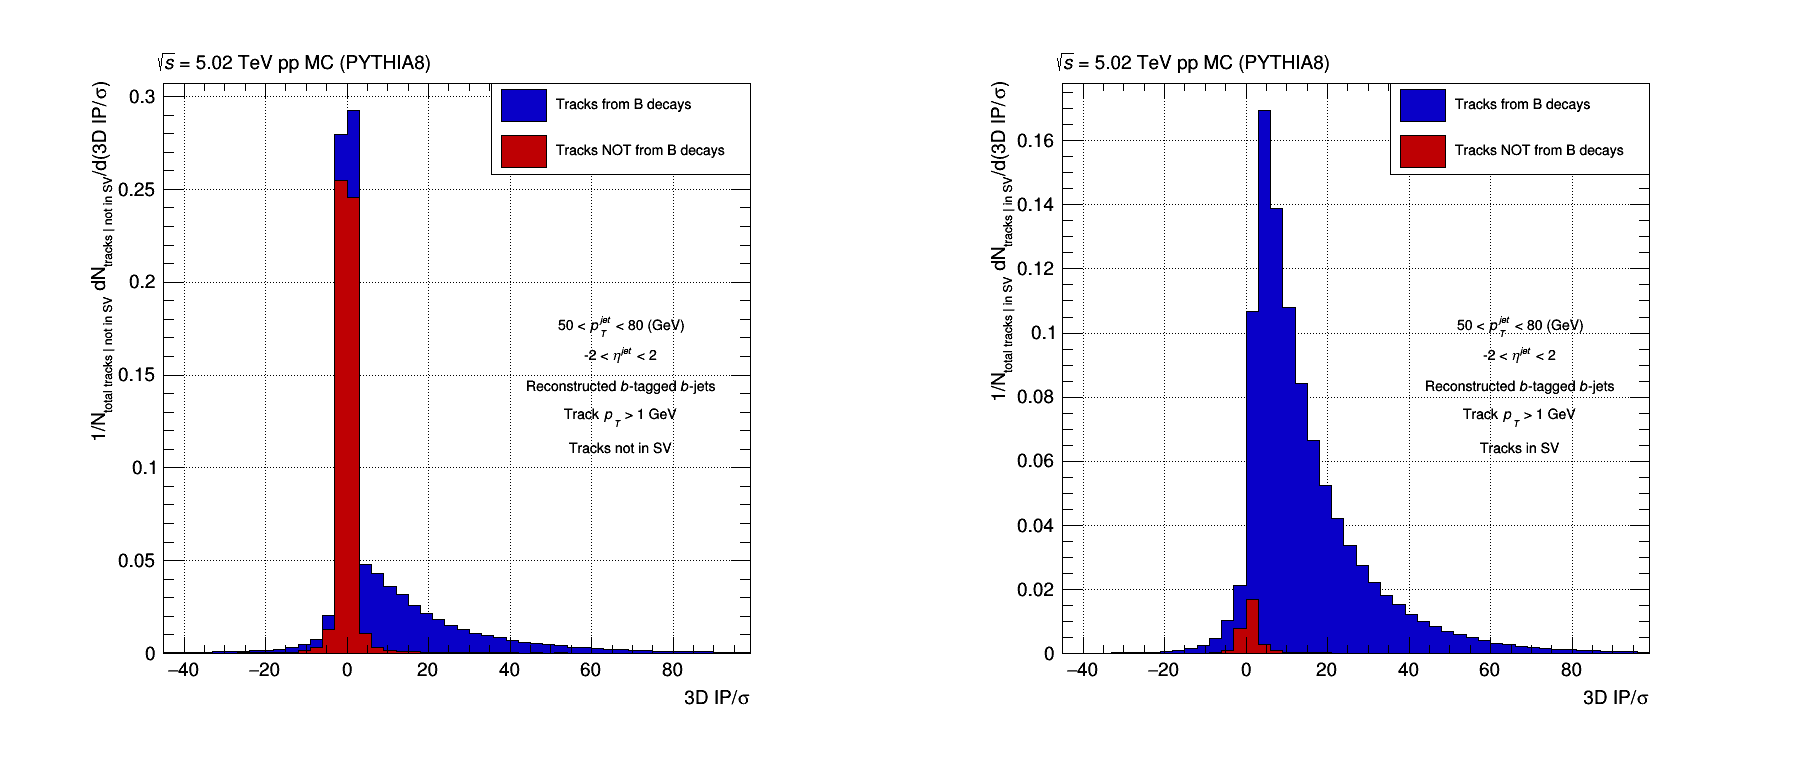 √s = 5.02 TeV pp MC (PYTHIA8)
1/N_total tracks | not in SV dN_tracks | not in SV/d(3D IP/σ)
0.3
0.25
0.2
0.15
0.1
0.05
0
Tracks from B decays
Tracks NOT from B decays
50 < p_T^jet < 80 (GeV)
-2 < η^jet < 2
Reconstructed b-tagged b-jets
Track p_T > 1 GeV
Tracks not in SV
−40 −20 0 20 40 60 80
3D IP/σ
√s = 5.02 TeV pp MC (PYTHIA8)
1/N_total tracks | in SV dN_tracks | in SV/d(3D IP/σ)
0.16
0.14
0.12
0.1
0.08
0.06
0.04
0.02
0
Tracks from B decays
Tracks NOT from B decays
50 < p_T^jet < 80 (GeV)
-2 < η^jet < 2
Reconstructed b-tagged b-jets
Track p_T > 1 GeV
Tracks in SV
−40 −20 0 20 40 60 80
3D IP/σ